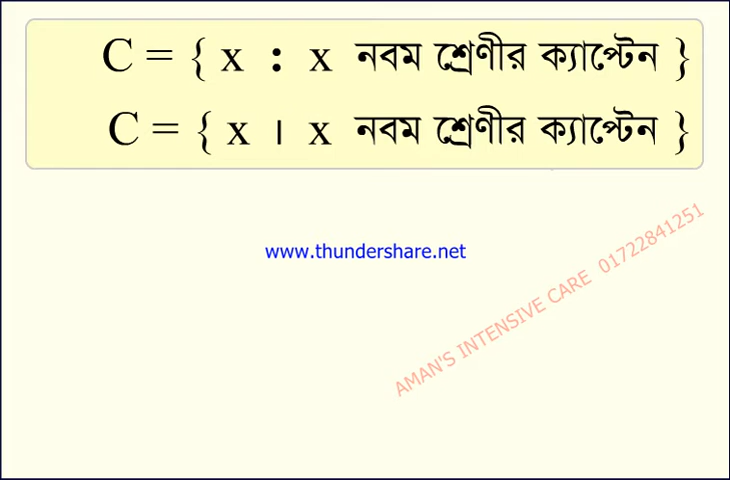 C = { x : x নবম শ্রেণীর ক্যাপ্টেন }
C = { x । x নবম শ্রেণীর ক্যাপ্টেন }
www.thundershare.net
AMAN'S INTENSIVE CARE 01722841251